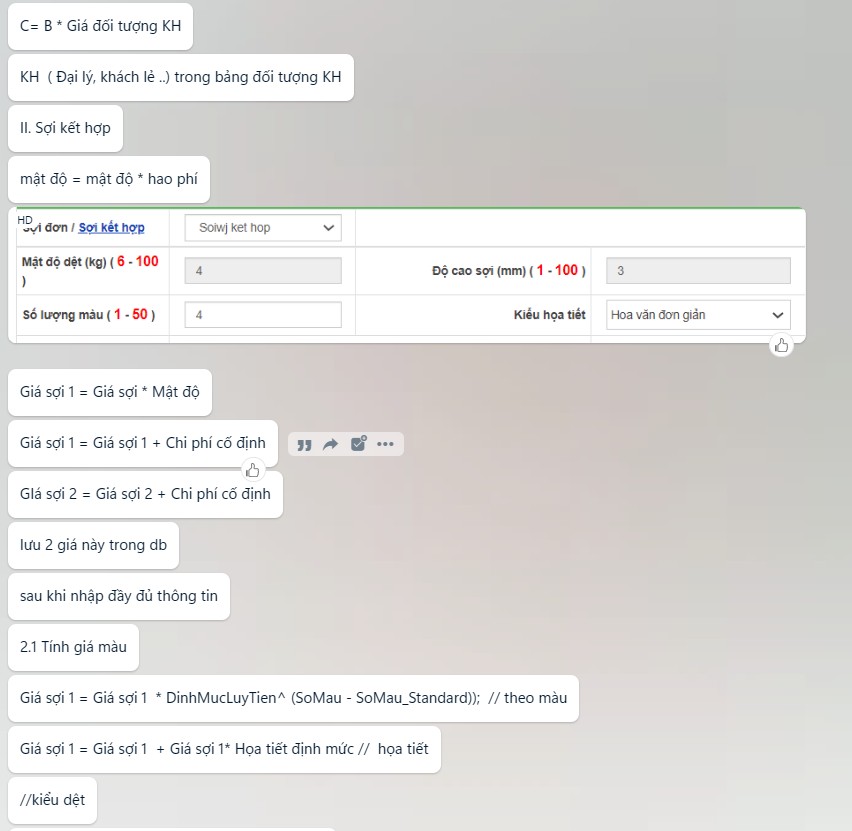 C= B * Giá đối tượng KH
KH ( Đại lý, khách lẻ ..) trong bảng đối tượng KH
II. Sợi kết hợp
mật độ = mật độ * hao phí
HD
Sợi đơn / Sợi kết hợp
Soiwj ket hop
Mật độ dệt (kg) ( 6 - 100
)
4
Độ cao sợi (mm) ( 1 - 100 )
3
Số lượng màu ( 1 - 50 )
4
Kiểu họa tiết
Hoa văn đơn giản
Giá sợi 1 = Giá sợi * Mật độ
Giá sợi 1 = Giá sợi 1 + Chi phí cố định
GIá sợi 2 = Giá sợi 2 + Chi phí cố định
lưu 2 giá này trong db
sau khi nhập đầy đủ thông tin
2.1 Tính giá màu
Giá sợi 1 = Giá sợi 1 * DinhMucLuyTien^ (SoMau - SoMau_Standard)); // theo màu
Giá sợi 1 = Giá sợi 1 + Giá sợi 1* Họa tiết định mức // họa tiết
//kiểu dệt